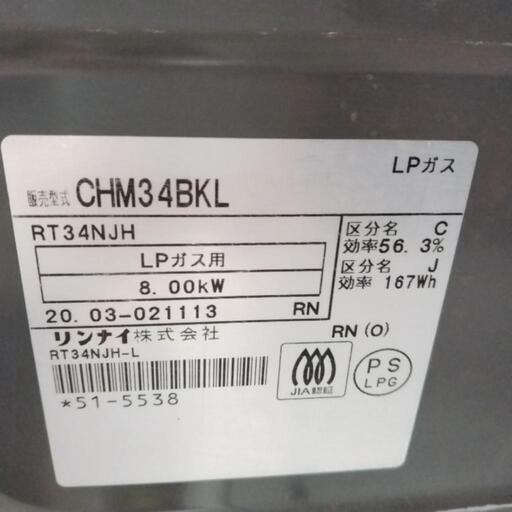 LPガス
販売型式 CHM34BKL
RT34NJH
LPガス用
8.00kW
20.03-021113 RN
区分名 C
効率56.3%
区分名 J
効率 167Wh
リンナイ株式会社
RN(O)
RT34NJH-L
*51-5538
JIA認証
PS
LPG